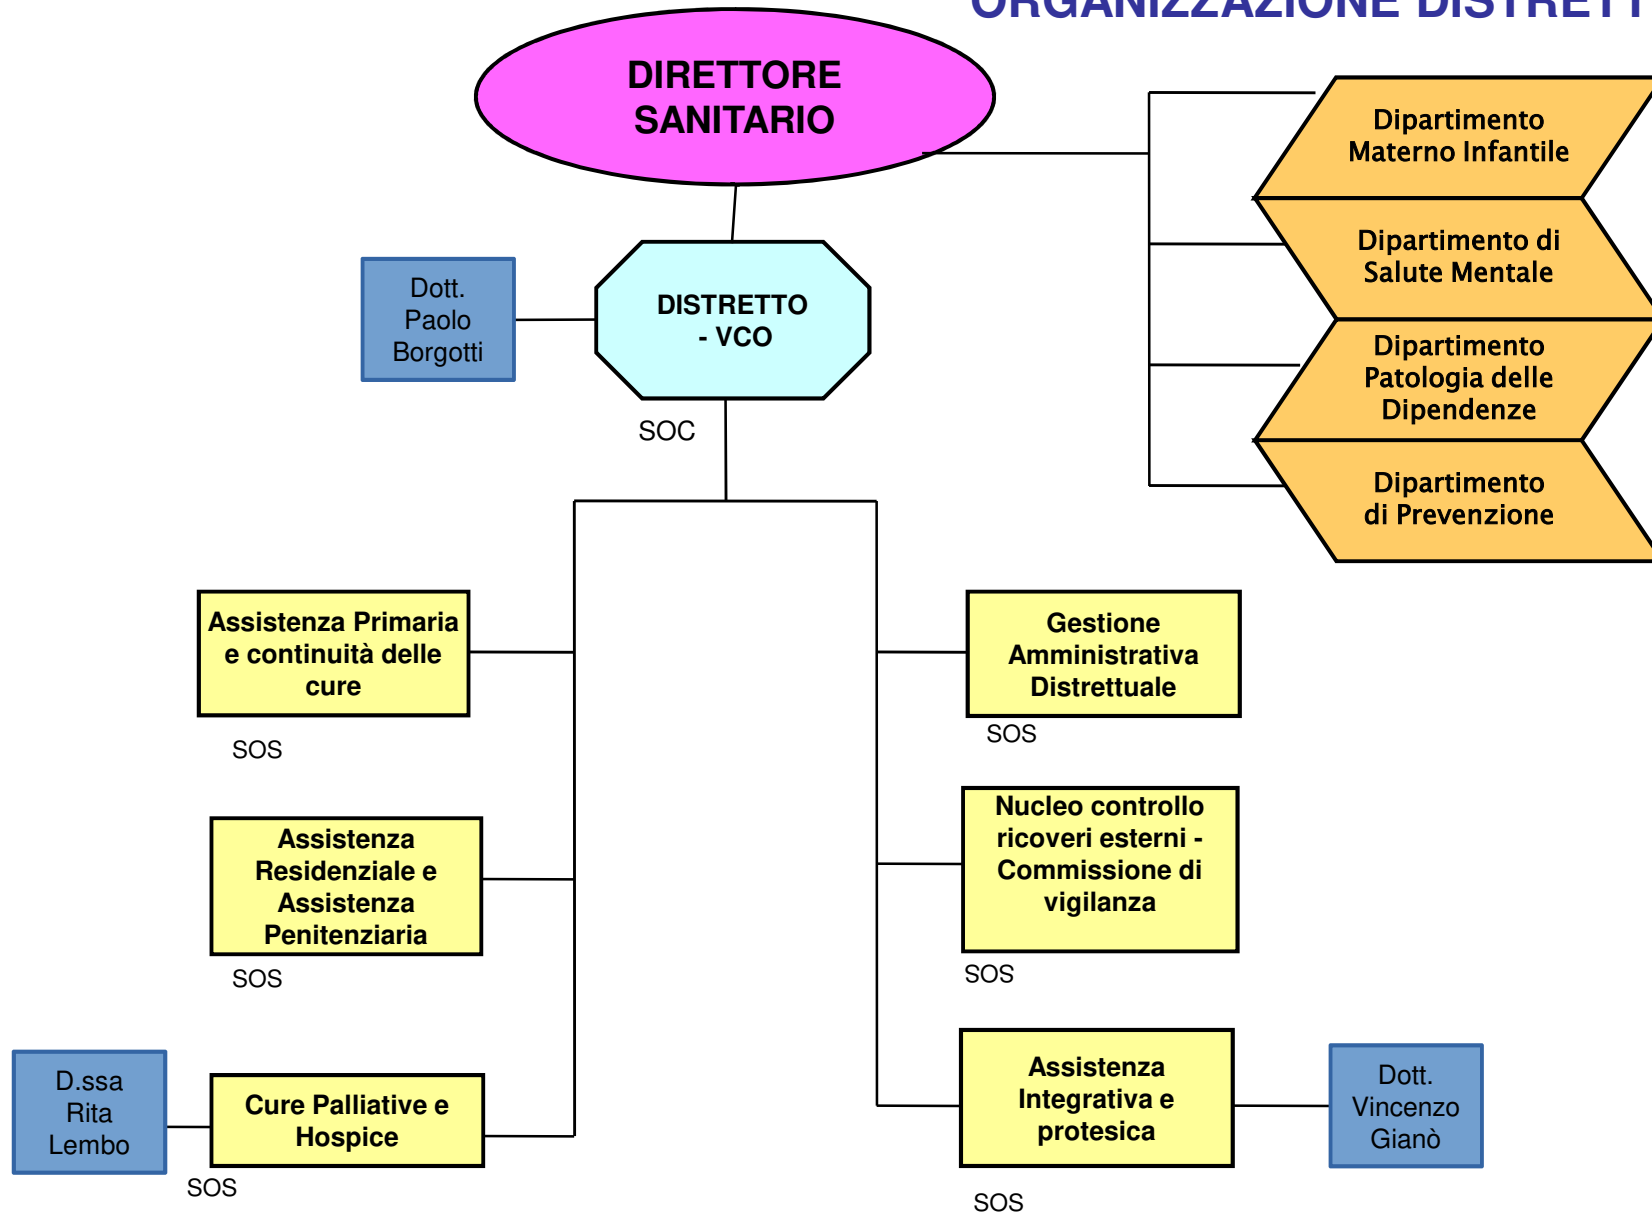 ORGANIZZAZIONE DISTRETT
DIRETTORE
SANITARIO
Dipartimento
Materno Infantile
Dipartimento di
Salute Mentale
Dipartimento
Patologia delle
Dipendenze
Dipartimento
di Prevenzione
Dott.
Paolo
Borgotti
DISTRETTO
- VCO
SOC
Assistenza Primaria
e continuità delle
cure
SOS
Gestione
Amministrativa
Distrettuale
SOS
Assistenza
Residenziale e
Assistenza
Penitenziaria
SOS
Nucleo controllo
ricoveri esterni -
Commissione di
vigilanza
SOS
D.ssa
Rita
Lembo
Cure Palliative e
Hospice
SOS
Assistenza
Integrativa e
protesica
SOS
Dott.
Vincenzo
Gianò